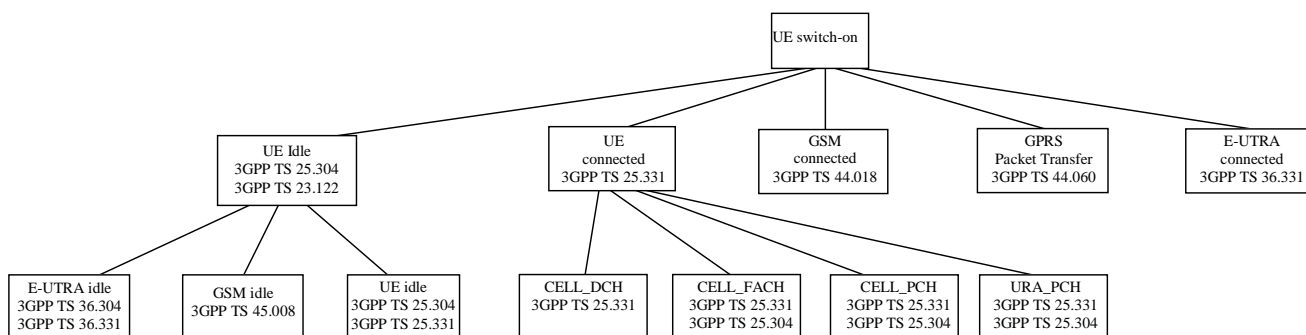 UE switch-on
UE Idle
3GPP TS 25.304
3GPP TS 23.122
UE
connected
3GPP TS 25.331
GSM
connected
3GPP TS 44.018
GPRS
Packet Transfer
3GPP TS 44.060
E-UTRA
connected
3GPP TS 36.331
E-UTRA idle
3GPP TS 36.304
3GPP TS 36.331
GSM idle
3GPP TS 45.008
UE idle
3GPP TS 25.304
3GPP TS 25.331
CELL_DCH
3GPP TS 25.331
CELL_FACH
3GPP TS 25.331
3GPP TS 25.304
CELL_PCH
3GPP TS 25.331
3GPP TS 25.304
URA_PCH
3GPP TS 25.331
3GPP TS 25.304